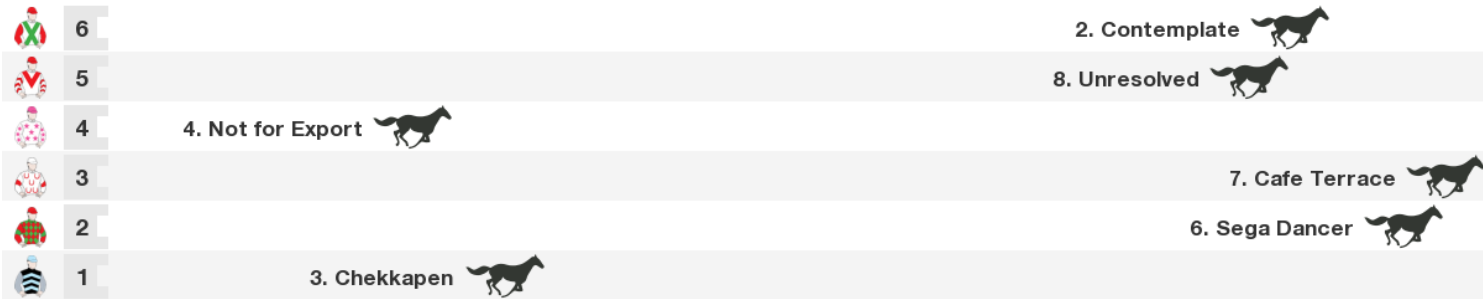 6 2. Contemplate
5 8. Unresolved
4 4. Not for Export
3 7. Cafe Terrace
2 6. Sega Dancer
1 3. Chekkapen